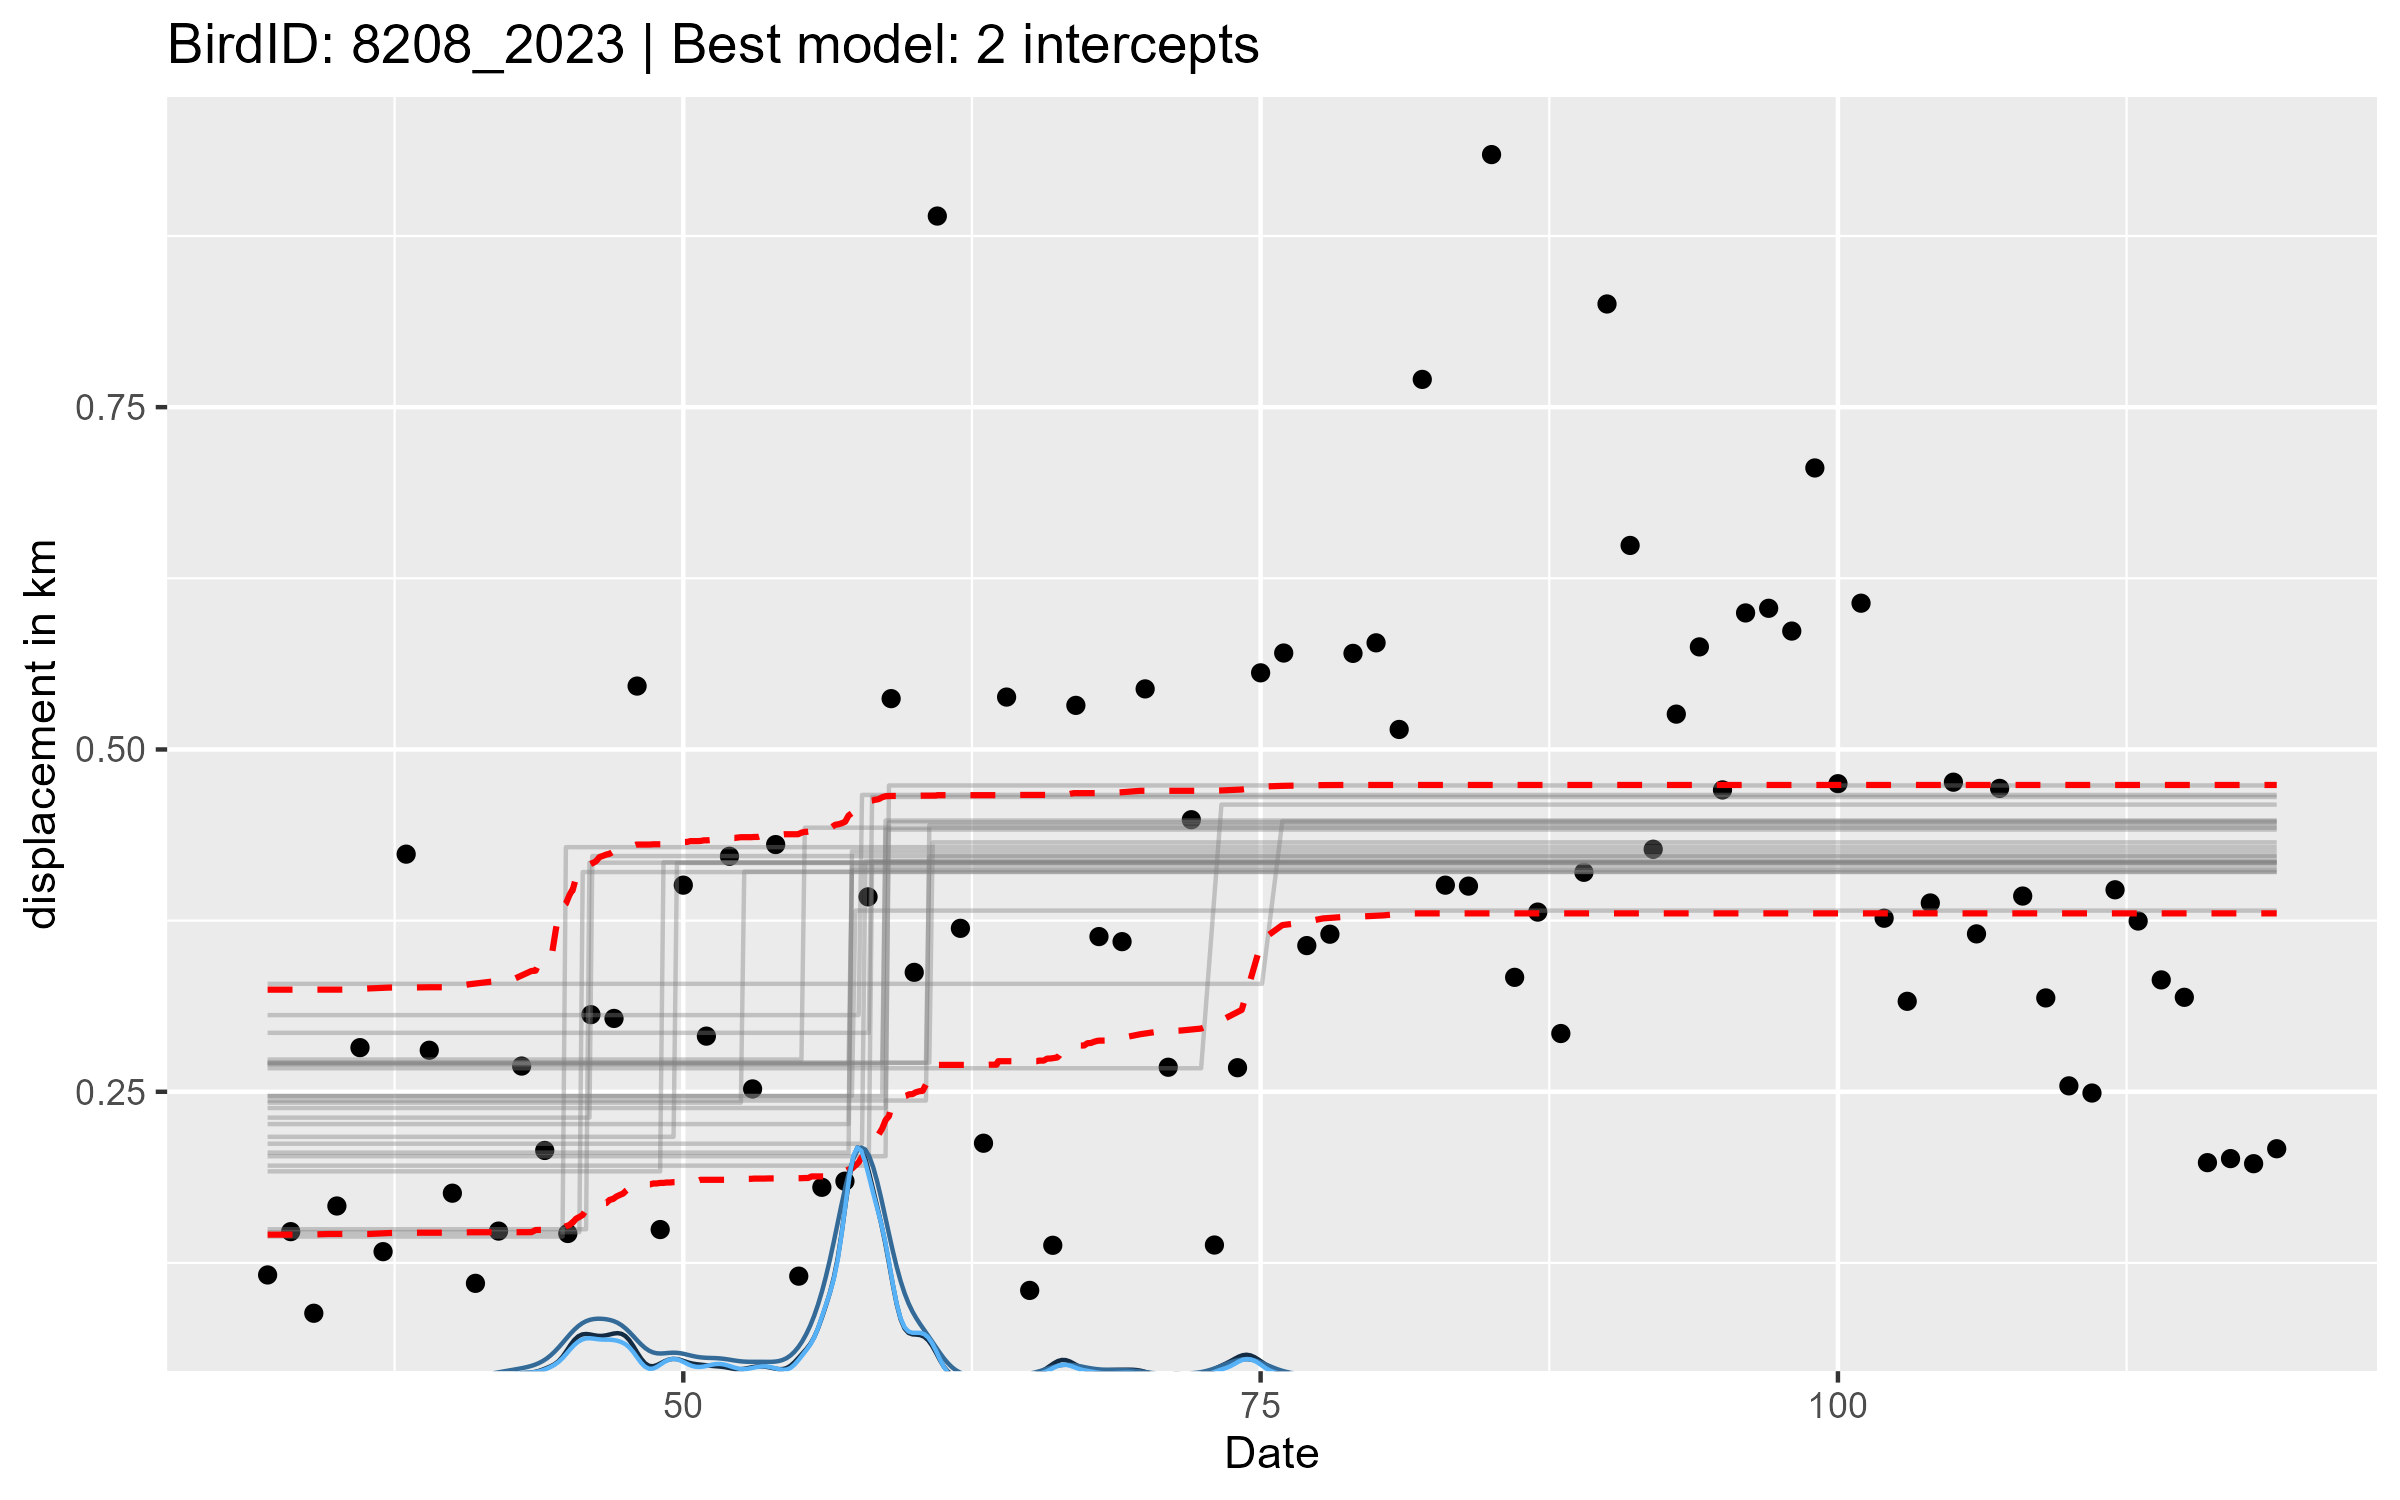 BirdID: 8208_2023 | Best model: 2 intercepts
displacement in km
0.75
0.50
0.25
50
75
100
Date